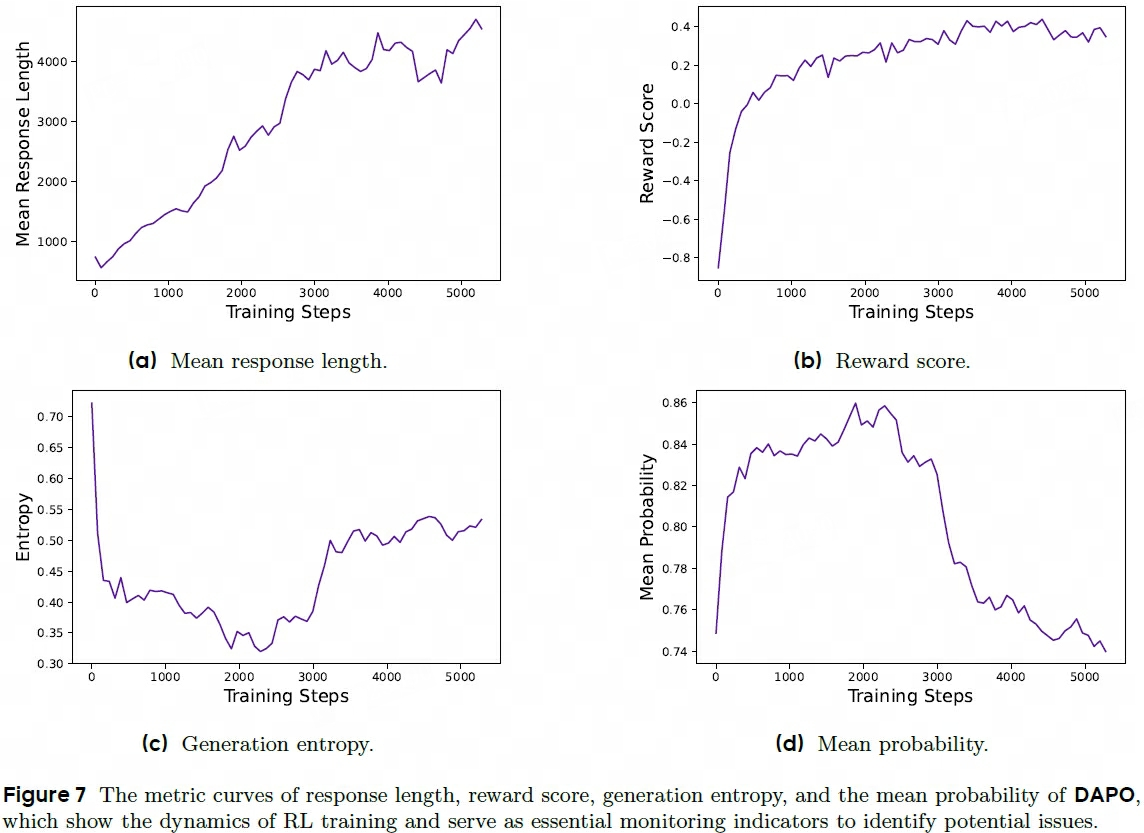 Mean Response Length
4000
3000
2000
1000
0 1000 2000 3000 4000 5000
Training Steps
(a) Mean response length.
Reward Score
0.4
0.2
0.0
−0.2
−0.4
−0.6
−0.8
0 1000 2000 3000 4000 5000
Training Steps
(b) Reward score.
Entropy
0.70
0.65
0.60
0.55
0.50
0.45
0.40
0.35
0.30
0 1000 2000 3000 4000 5000
Training Steps
(c) Generation entropy.
Mean Probability
0.86
0.84
0.82
0.80
0.78
0.76
0.74
0 1000 2000 3000 4000 5000
Training Steps
(d) Mean probability.
Figure 7 The metric curves of response length, reward score, generation entropy, and the mean probability of DAPO,
which show the dynamics of RL training and serve as essential monitoring indicators to identify potential issues.